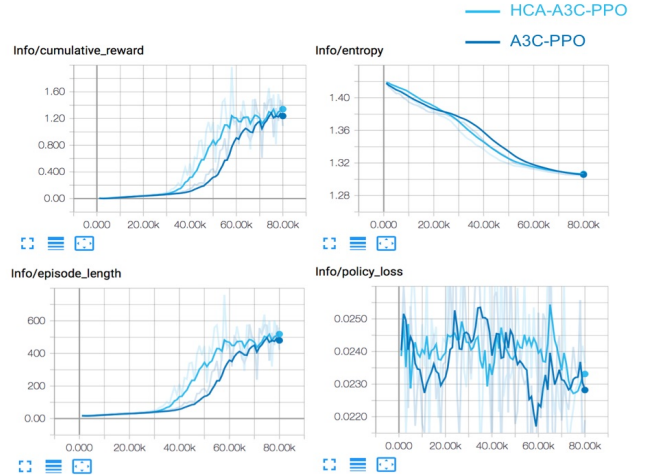 HCA-A3C-PPO
A3C-PPO
Info/cumulative_reward
1.60
1.20
0.800
0.400
0.00
0.000 20.00k 40.00k 60.00k 80.00k
Info/entropy
1.40
1.36
1.32
1.28
0.000 20.00k 40.00k 60.00k 80.00k
Info/episode_length
600
400
200
0.00
0.000 20.00k 40.00k 60.00k 80.00k
Info/policy_loss
0.0250
0.0240
0.0230
0.0220
0.000 20.00k 40.00k 60.00k 80.00k